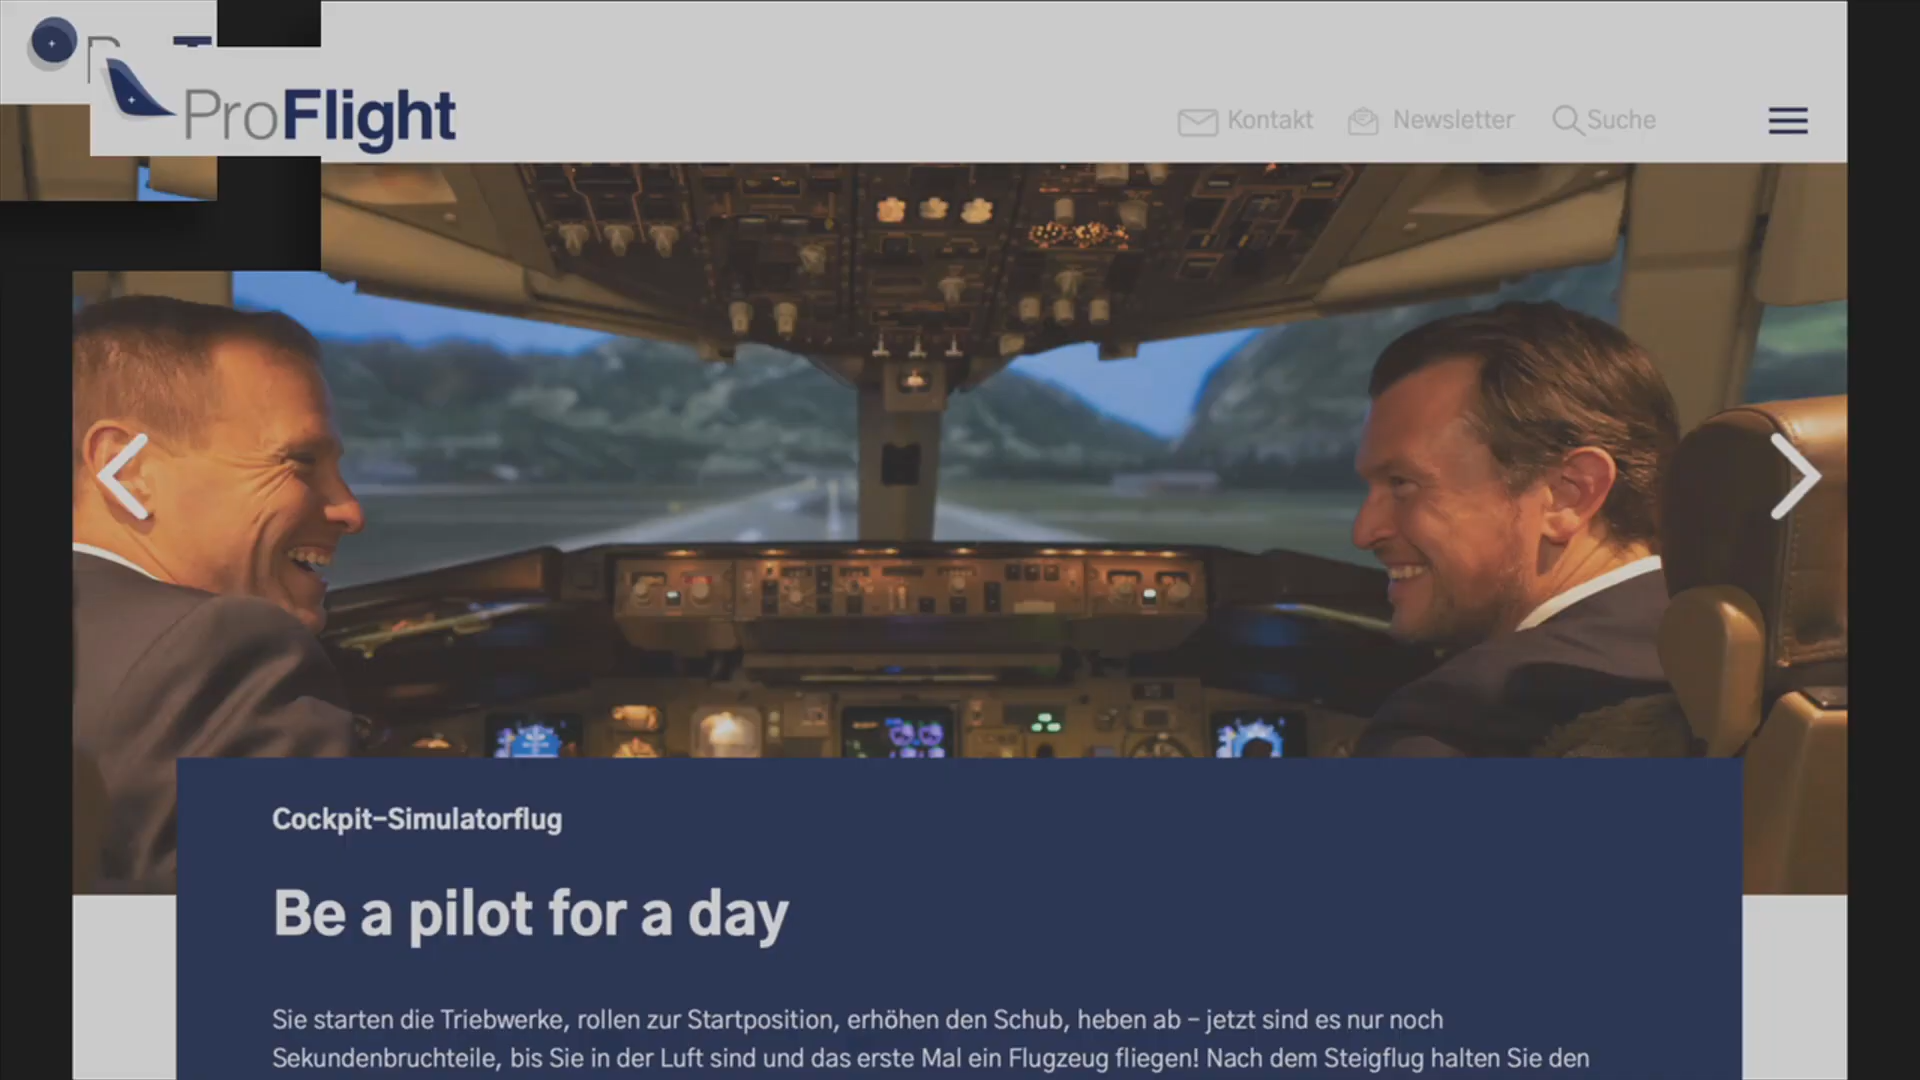 ProFlight
Kontakt
Newsletter
Suche
Cockpit-Simulatorflug
Be a pilot for a day
Sie starten die Triebwerke, rollen zur Startposition, erhöhen den Schub, heben ab – jetzt sind es nur noch
Sekundenbruchteile, bis Sie in der Luft sind und das erste Mal ein Flugzeug fliegen! Nach dem Steigflug halten Sie den